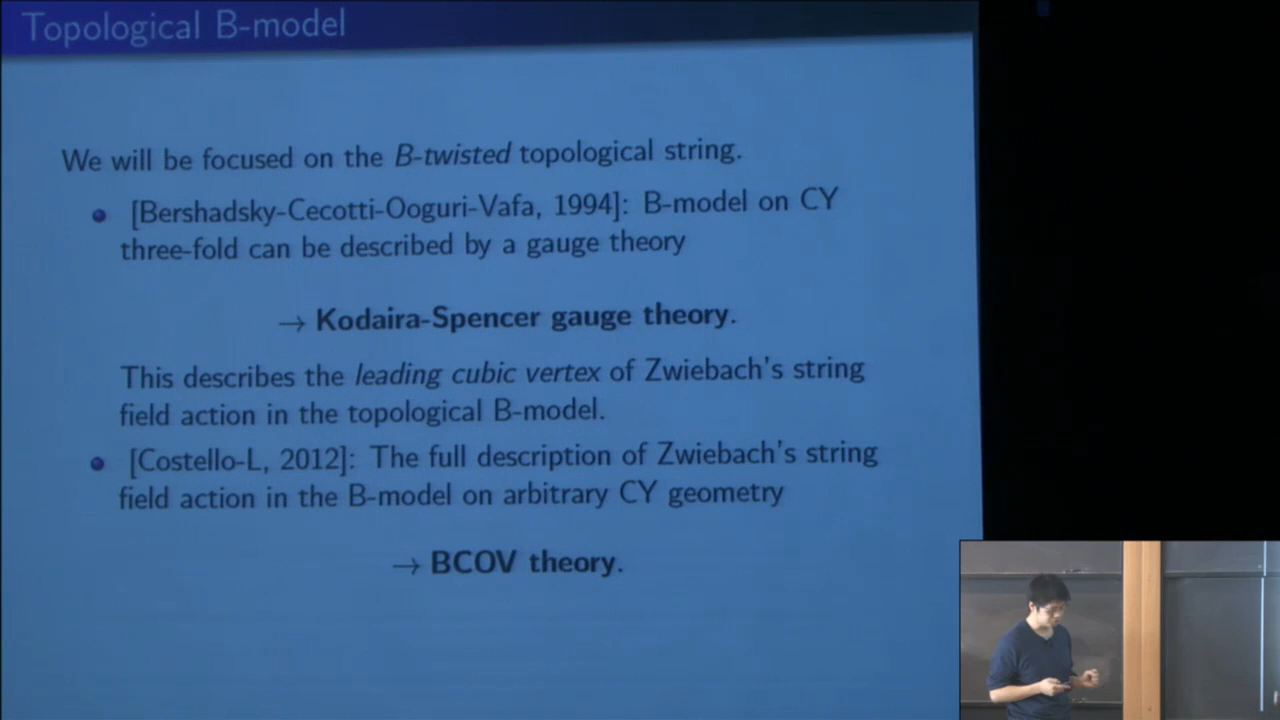 Topological B-model
We will be focused on the B-twisted topological string.
[Bershadsky-Cecotti-Ooguri-Vafa, 1994]: B-model on CY
three-fold can be described by a gauge theory
→ Kodaira-Spencer gauge theory.
This describes the leading cubic vertex of Zwiebach's string
field action in the topological B-model.
[Costello-L, 2012]: The full description of Zwiebach's string
field action in the B-model on arbitrary CY geometry
→ BCOV theory.